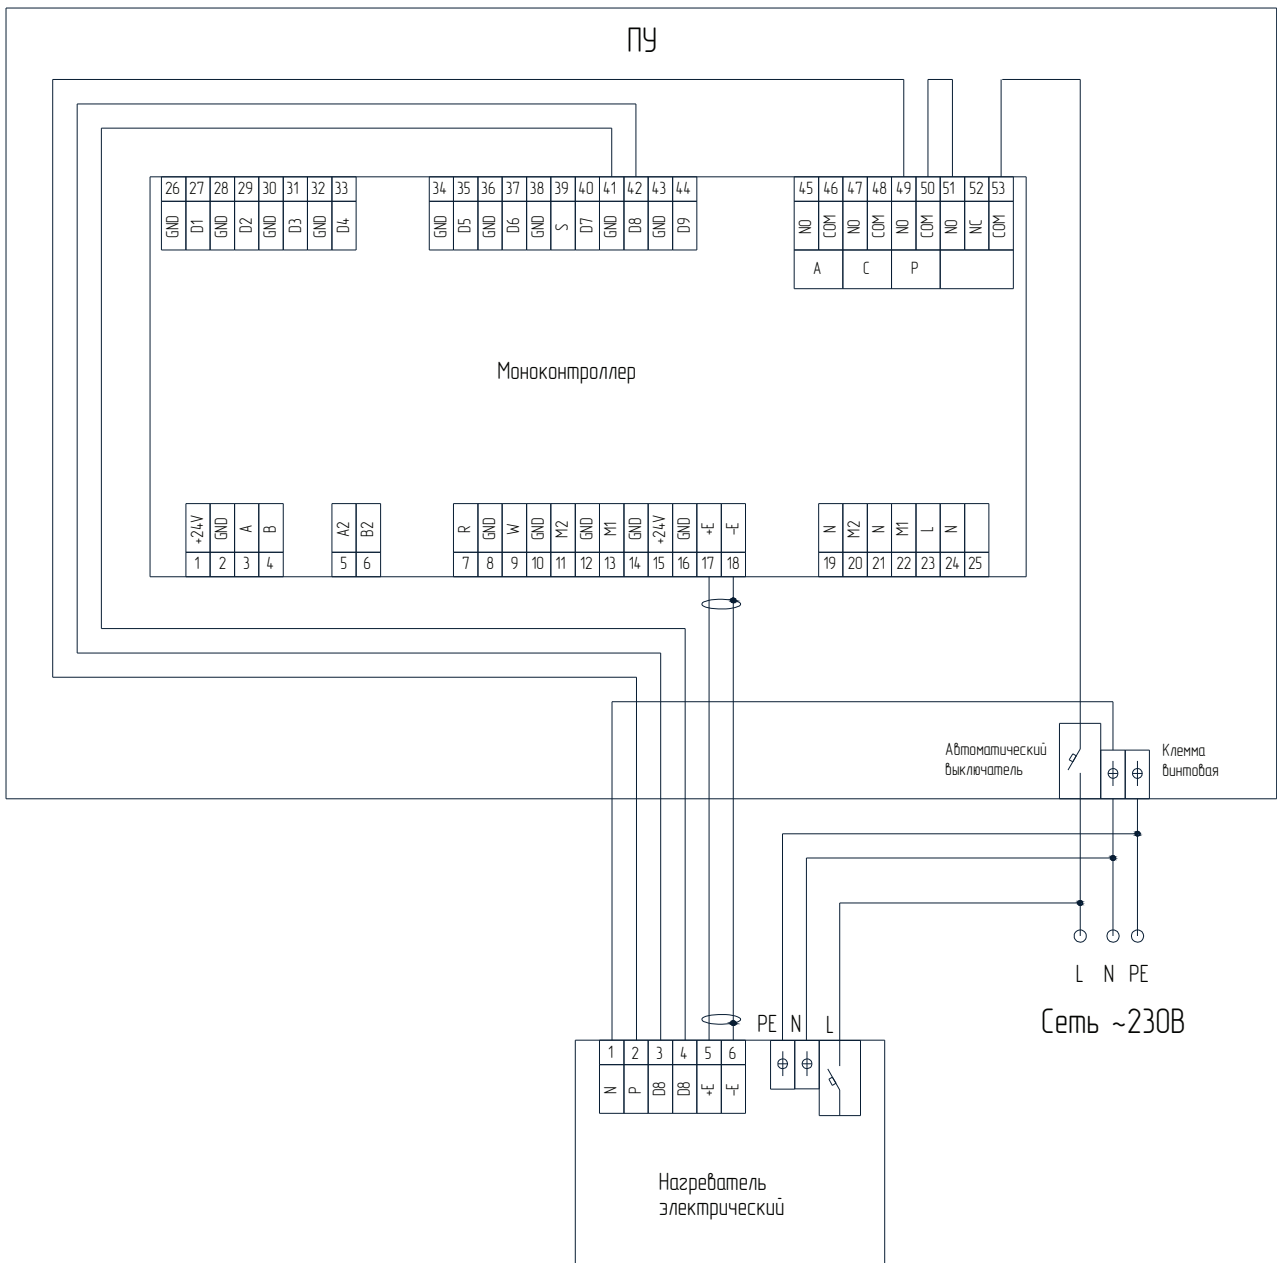 ПУ
26 27 28 29 30 31 32 33 34 35 36 37 38 39 40 41 42 43 44 45 46 47 48 49 50 51 52 53
GND D1 GND D2 GND D3 GND D4 GND D5 GND D6 GND S D7 GND D8 GND D9 NO COM NO COM NO COM NO NC COM
A C P
Моноконтроллер
+24V GND A B A2 B2 R GND W GND M2 GND M1 GND +24V GND +E -E N M2 N M1 L N
1 2 3 4 5 6 7 8 9 10 11 12 13 14 15 16 17 18 19 20 21 22 23 24 25
Автоматический
выключатель
Клемма
винтовая
L N PE
Сеть ~230В
PE N L
1 2 3 4 5 6
N P D8 D8 +E -E
Нагреватель
электрический